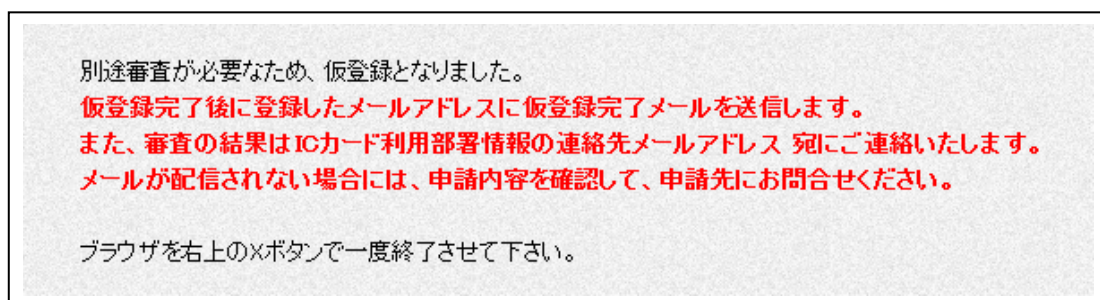 別途審査が必要なため、仮登録となりました。
仮登録完了後に登録したメールアドレスに仮登録完了メールを送信します。
また、審査の結果はICカード利用部署情報の連絡先メールアドレス 宛にご連絡いたします。
メールが配信されない場合には、申請内容を確認して、申請先にお問合せください。
ブラウザを右上の×ボタンで一度終了させて下さい。